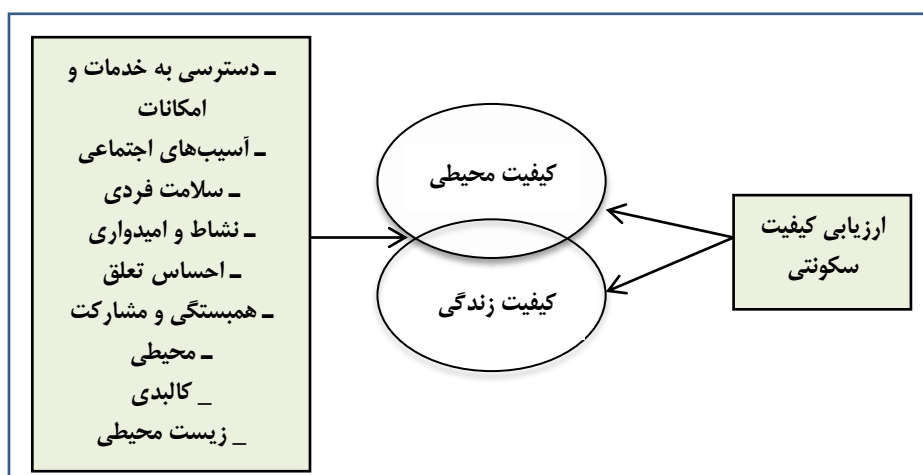 ـ دسترسی به خدمات و
امکانات
ـ آسیب‌های اجتماعی
ـ سلامت فردی
ـ نشاط و امیدواری
ـ احساس تعلق
ـ همبستگی و مشارکت
ـ محیطی
_ کالبدی
_ زیست محیطی
کیفیت محیطی
کیفیت زندگی
ارزیابی کیفیت
سکونتی